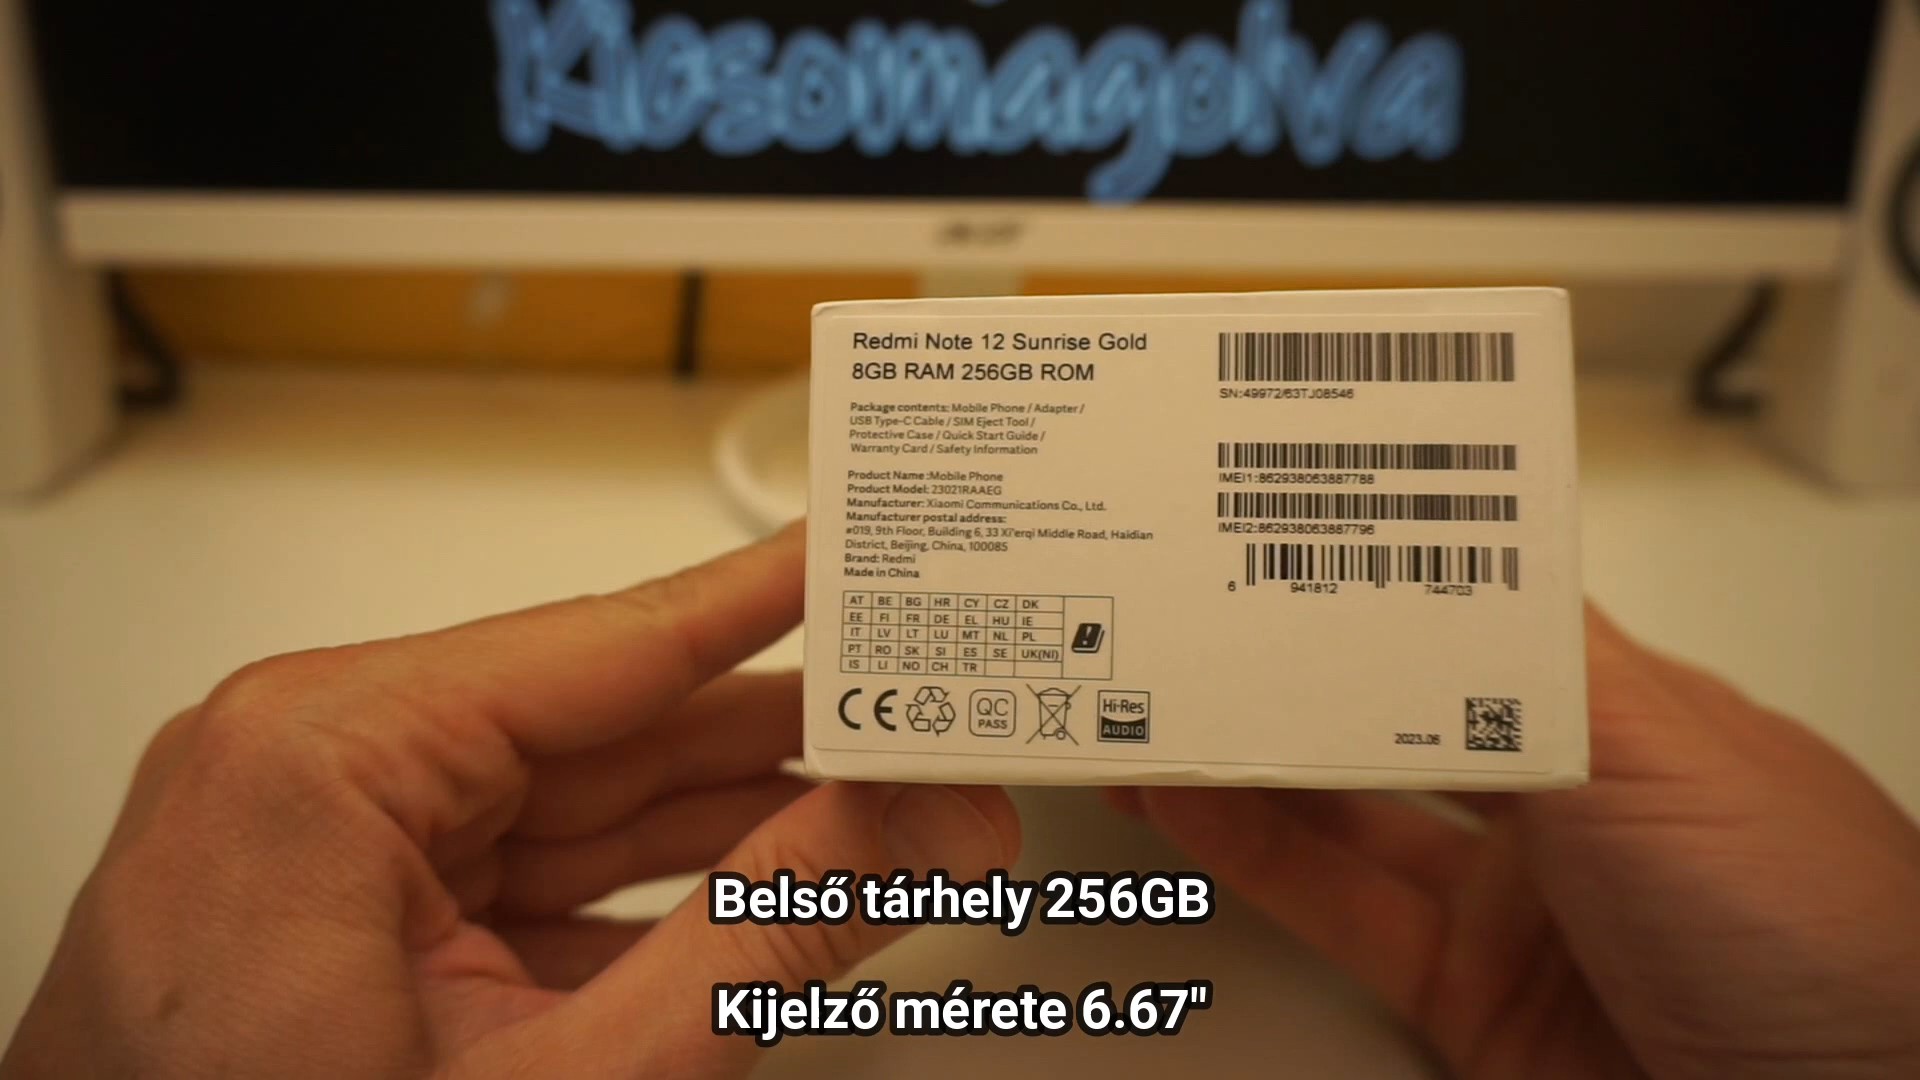 Kicsomagolva
acer
Redmi Note 12 Sunrise Gold
8GB RAM 256GB ROM
Package contents: Mobile Phone / Adapter /
USB Type-C Cable / SIM Eject Tool /
Protective Case / Quick Start Guide /
Warranty Card / Safety Information
Product Name :Mobile Phone
Product Model: 23021RAAEG
Manufacturer: Xiaomi Communications Co., Ltd.
Manufacturer postal address:
#019, 9th Floor, Building 6, 33 Xi'erqi Middle Road, Haidian
District, Beijing, China, 100085
Brand: Redmi
Made in China
AT BE BG HR CY CZ DK
EE FI FR DE EL HU IE
IT LV LT LU MT NL PL
PT RO SK SI ES SE UK(NI)
IS LI NO CH TR
CE
QC
PASS
Hi-Res
AUDIO
SN:49972/63TJ08546
IMEI1:862938063887788
IMEI2:862938063887796
6 941812 744703
2023.06
Belső tárhely 256GB
Kijelző mérete 6.67"